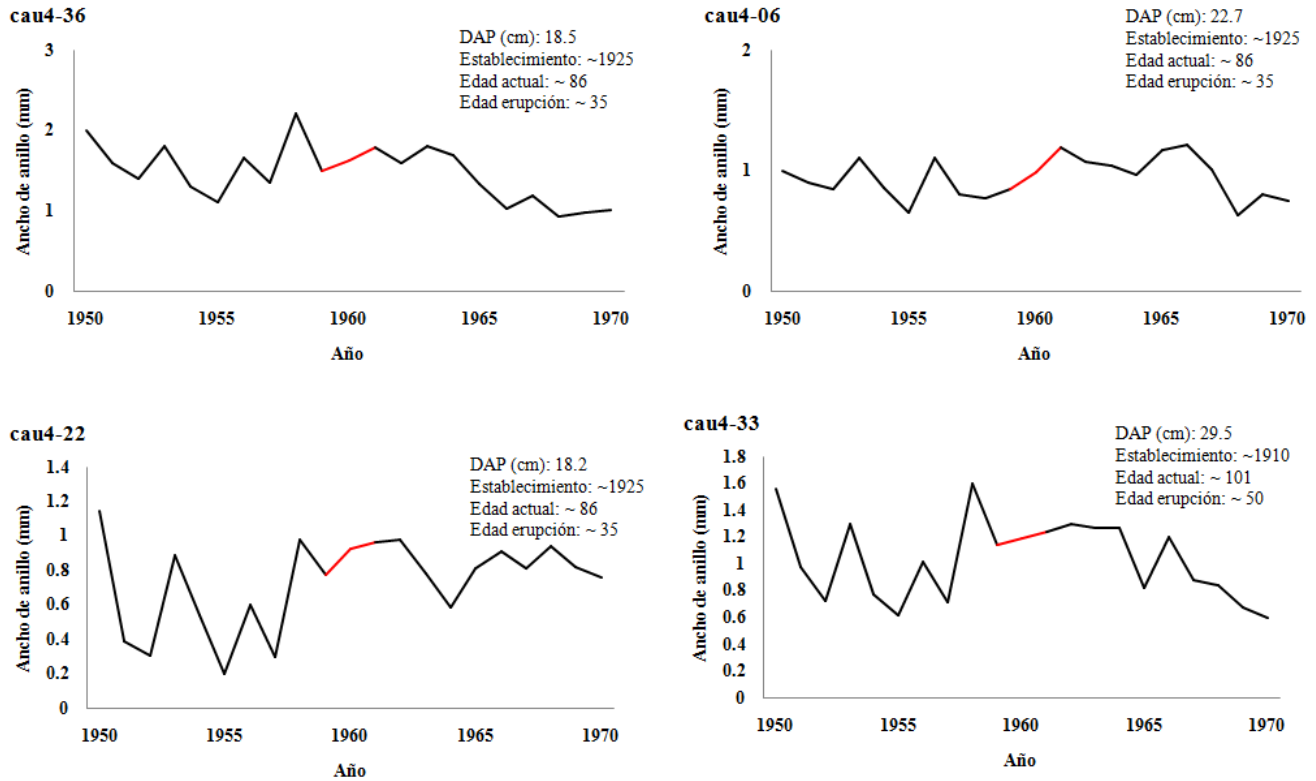 cau4-36
DAP (cm): 18.5
Establecimiento: ~1925
Edad actual: ~ 86
Edad erupción: ~ 35
Ancho de anillo (mm)
3
2
1
0
1950 1955 1960 1965 1970
Año
cau4-06
DAP (cm): 22.7
Establecimiento: ~1925
Edad actual: ~ 86
Edad erupción: ~ 35
Ancho de anillo (mm)
2
1
0
1950 1955 1960 1965 1970
Año
cau4-22
DAP (cm): 18.2
Establecimiento: ~1925
Edad actual: ~ 86
Edad erupción: ~ 35
Ancho de anillo (mm)
1.4
1.2
1
0.8
0.6
0.4
0.2
0
1950 1955 1960 1965 1970
Año
cau4-33
DAP (cm): 29.5
Establecimiento: ~1910
Edad actual: ~ 101
Edad erupción: ~ 50
Ancho de anillo (mm)
1.8
1.6
1.4
1.2
1
0.8
0.6
0.4
0.2
0
1950 1955 1960 1965 1970
Año